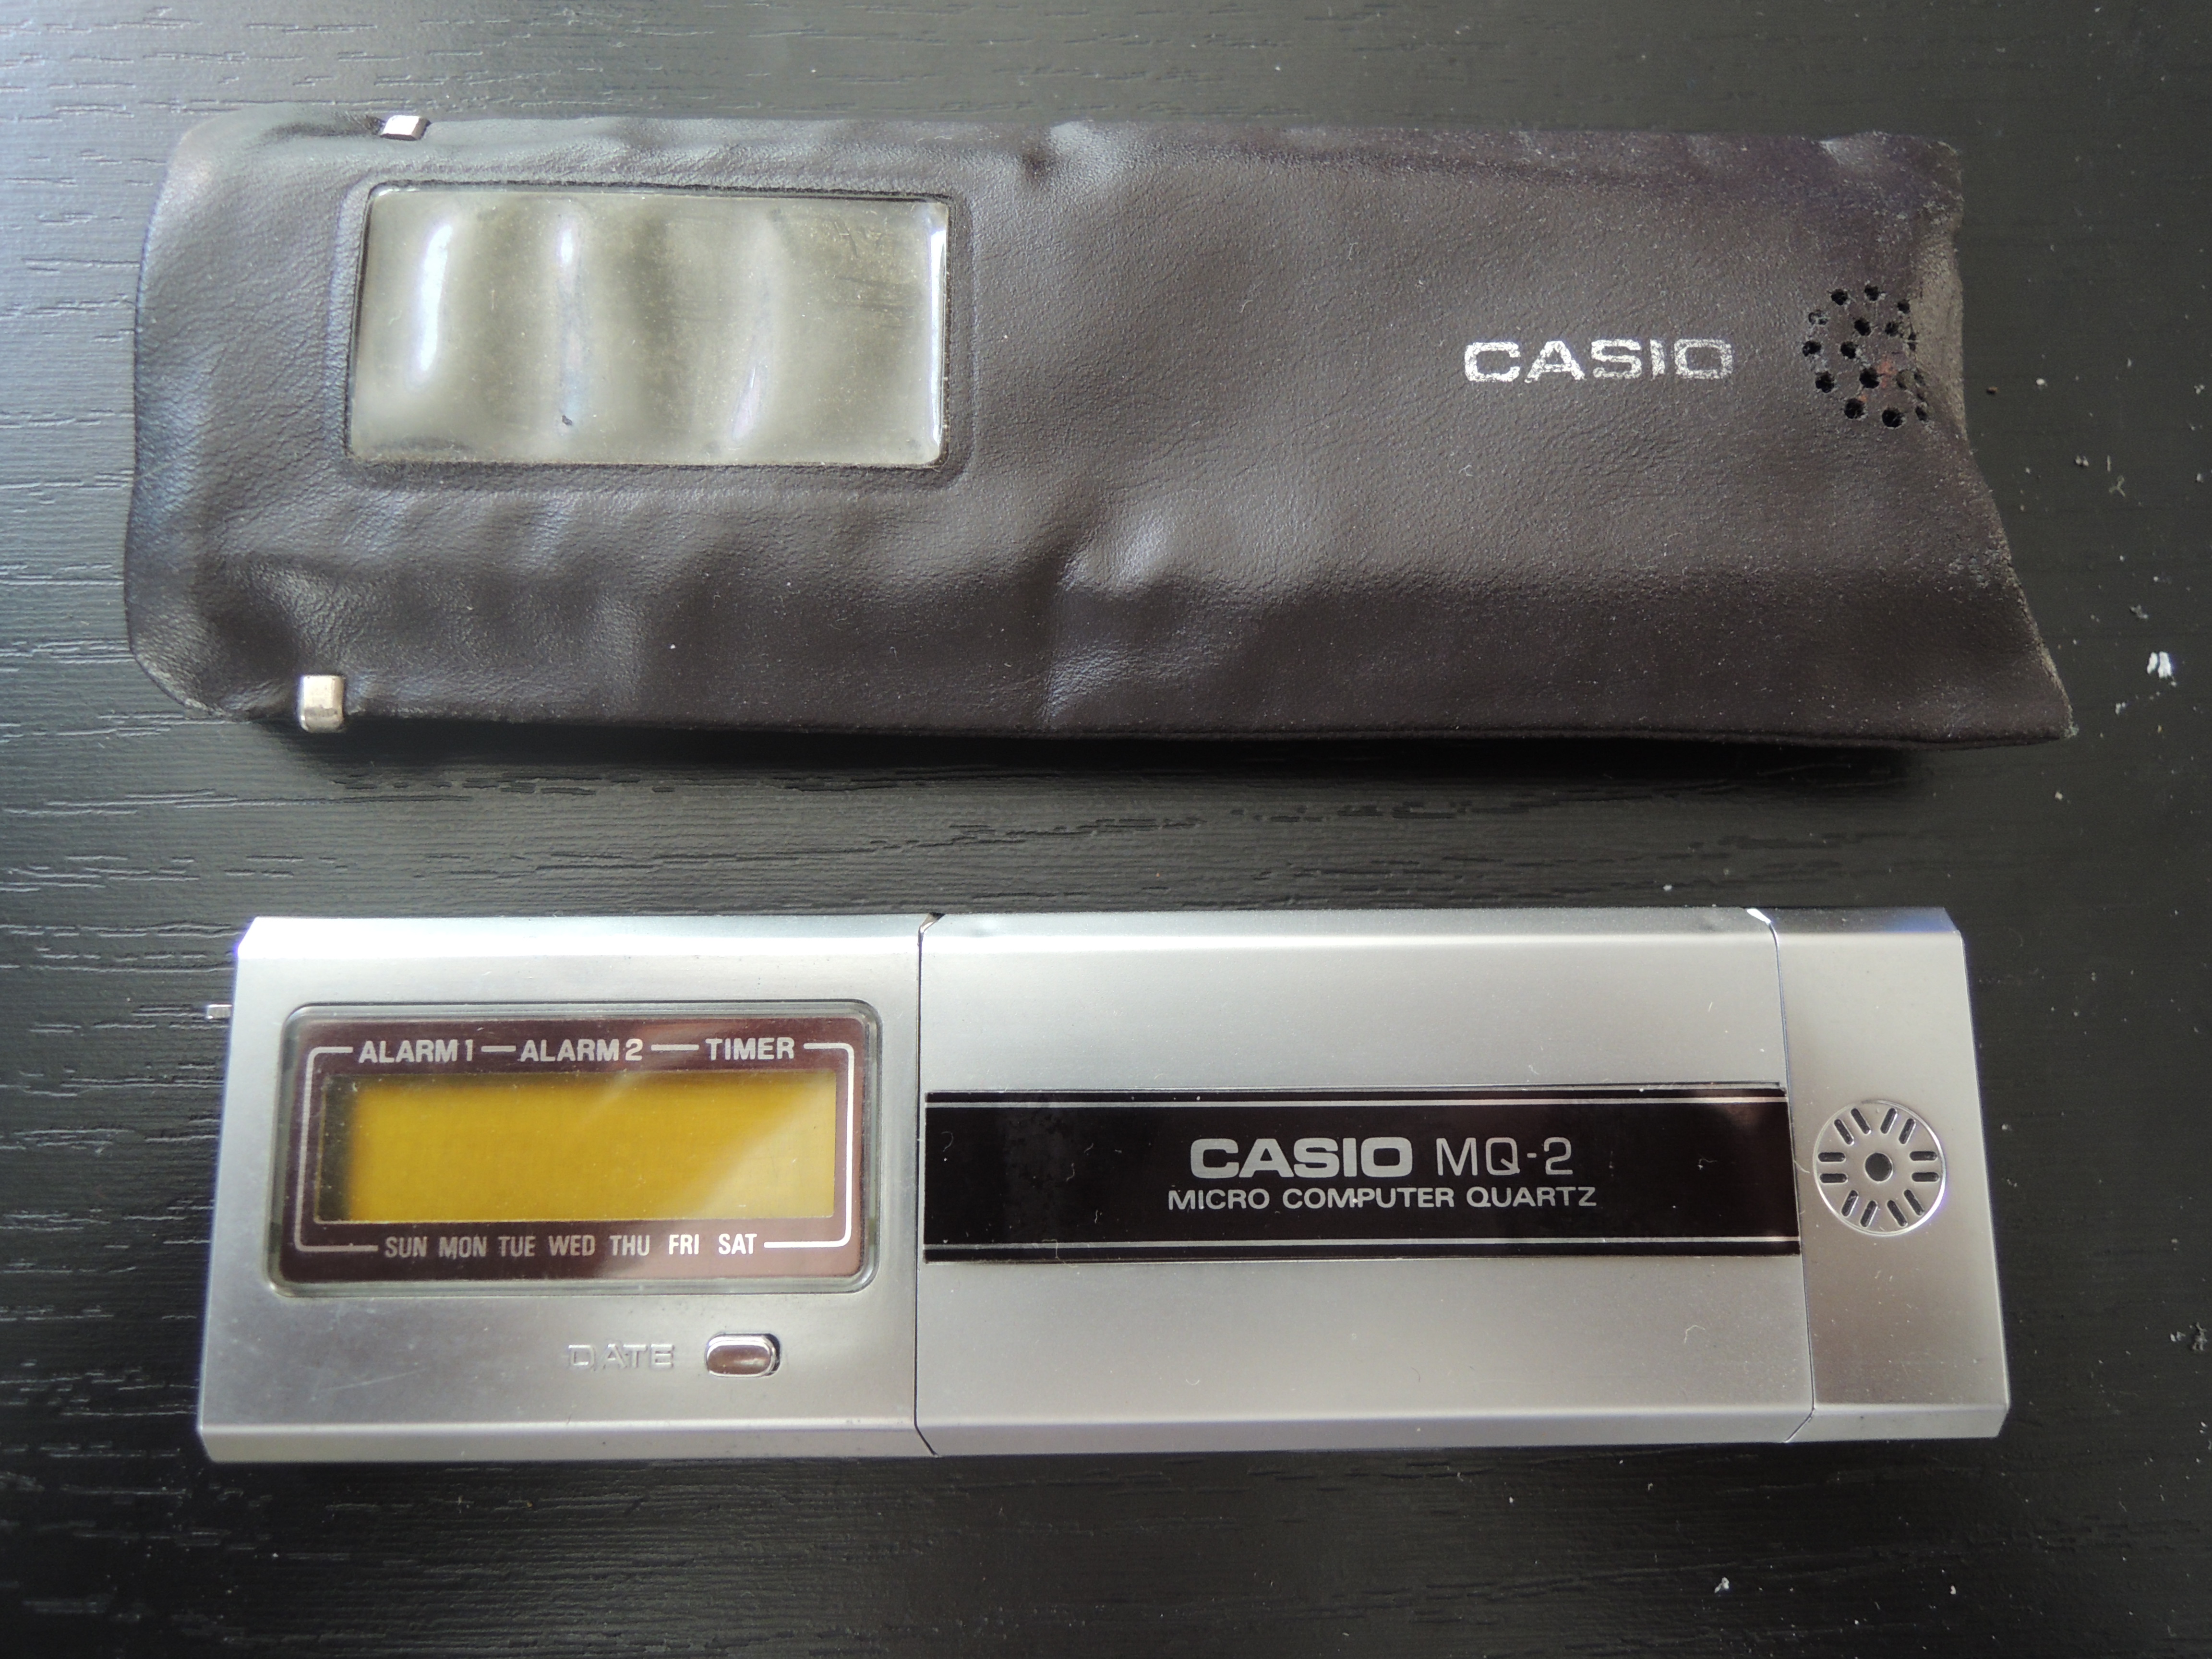 CASIO
ALARM 1 ALARM 2 TIMER
SUN MON TUE WED THU FRI SAT
DATE
CASIO MQ-2
MICRO COMPUTER QUARTZ